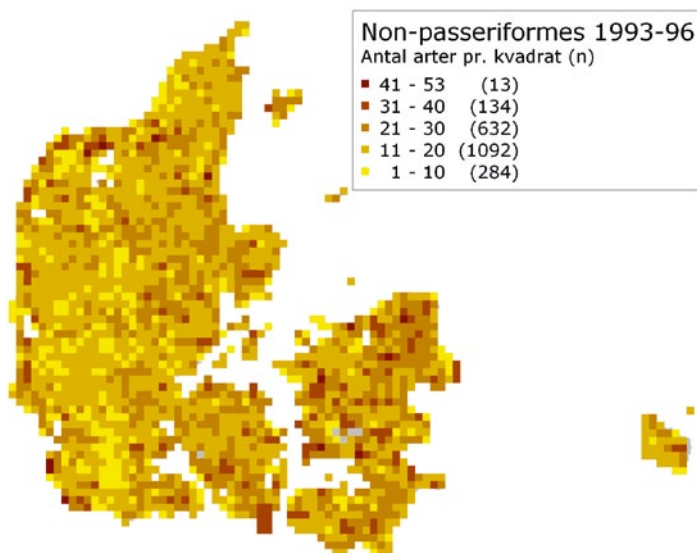 Non-passeriformes 1993-96
Antal arter pr. kvadrat (n)
41 - 53 (13)
31 - 40 (134)
21 - 30 (632)
11 - 20 (1092)
1 - 10 (284)